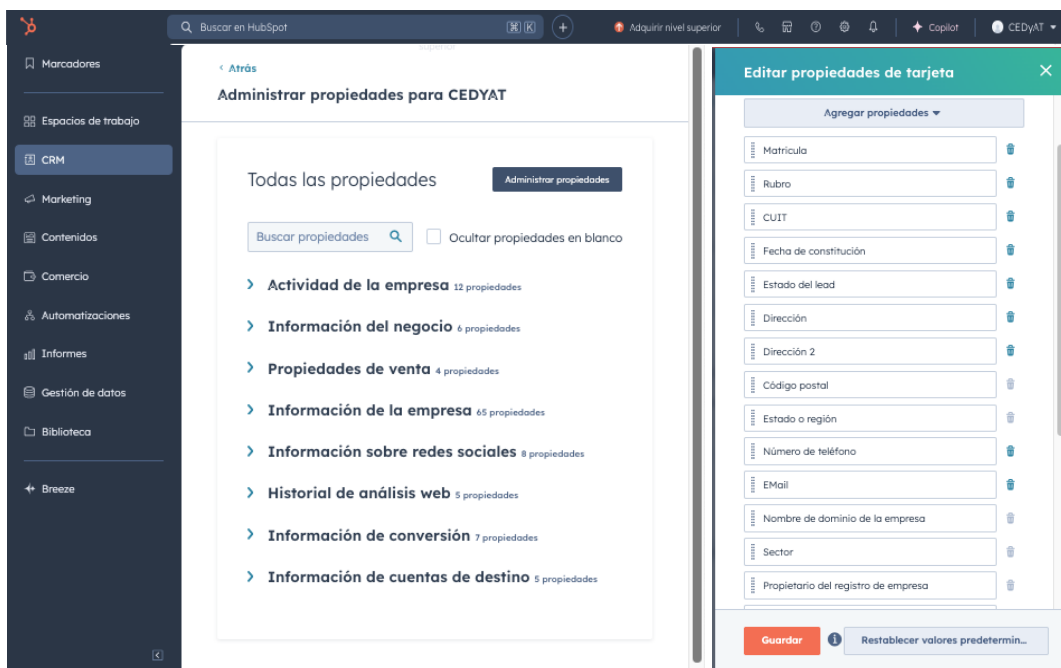 Buscar en HubSpot
⌘ K
+
Adquirir nivel superior
Copilot
CEDyAT
Marcadores
Espacios de trabajo
CRM
Marketing
Contenidos
Comercio
Automatizaciones
Informes
Gestión de datos
Biblioteca
Breeze
superior
‹ Atrás
Administrar propiedades para CEDYAT
Todas las propiedades
Administrar propiedades
Buscar propiedades
Ocultar propiedades en blanco
Actividad de la empresa 12 propiedades
Información del negocio 6 propiedades
Propiedades de venta 4 propiedades
Información de la empresa 65 propiedades
Información sobre redes sociales 8 propiedades
Historial de análisis web 5 propiedades
Información de conversión 7 propiedades
Información de cuentas de destino 5 propiedades
Editar propiedades de tarjeta
Agregar propiedades
Matricula
Rubro
CUIT
Fecha de constitución
Estado del lead
Dirección
Dirección 2
Código postal
Estado o región
Número de teléfono
EMail
Nombre de dominio de la empresa
Sector
Propietario del registro de empresa
Guardar
Restablecer valores predetermin...